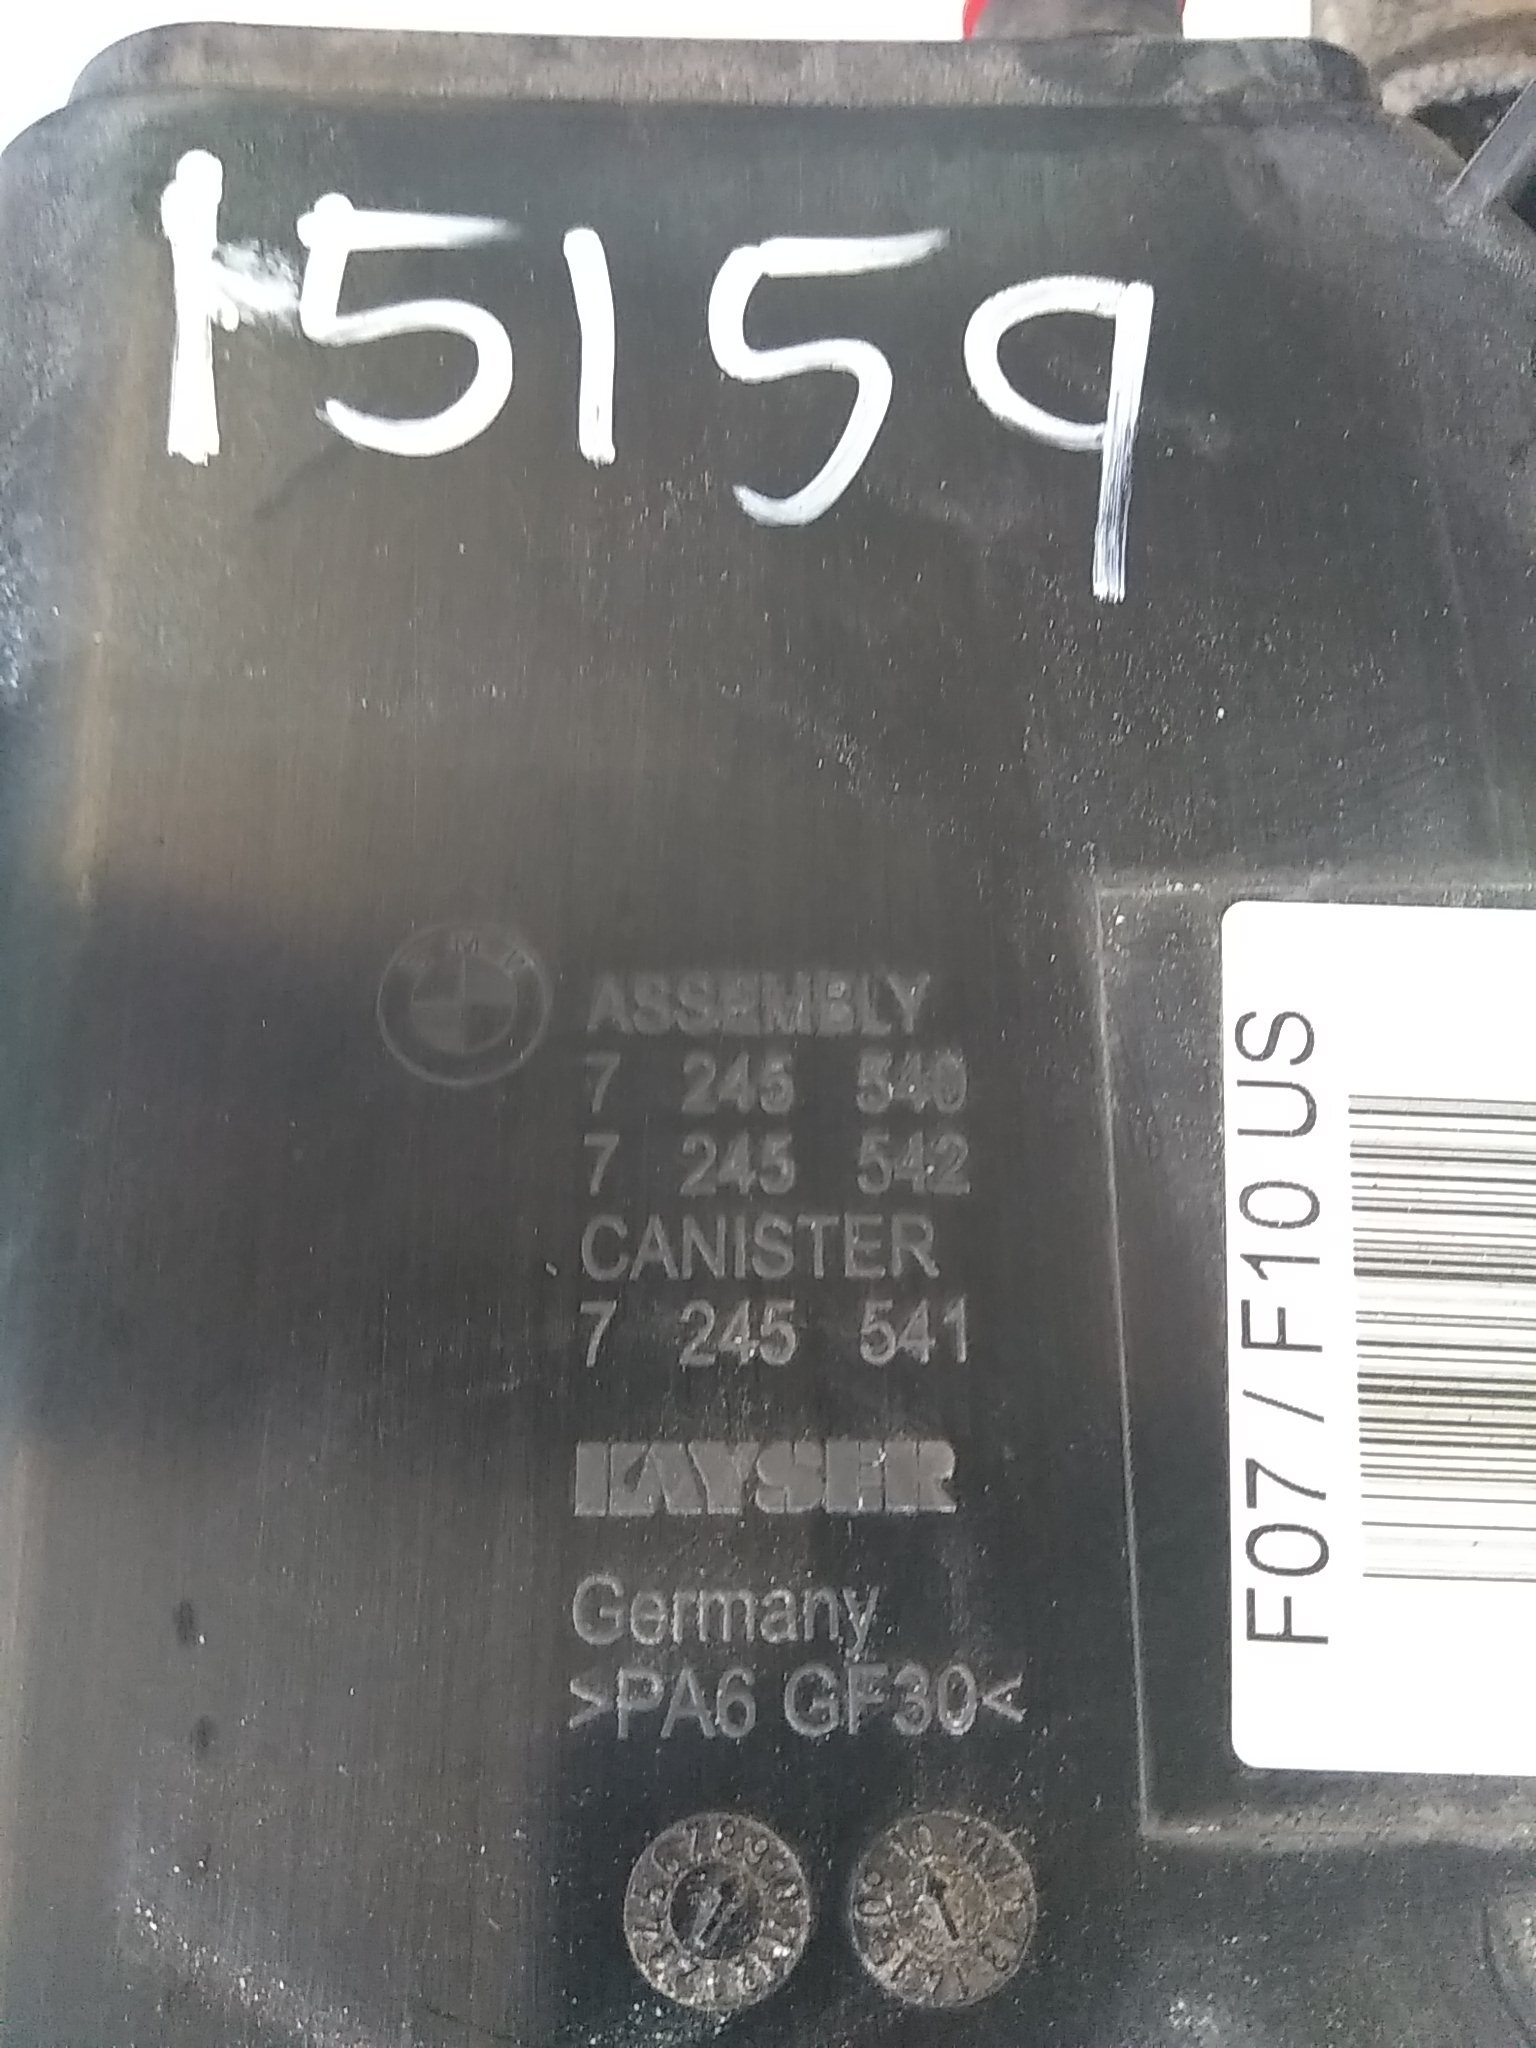 15159
BMW
ASSEMBLY
7 245 540
7 245 542
CANISTER
7 245 541
KAYSER
Germany
>PA6 GF30<
F07 / F10 US